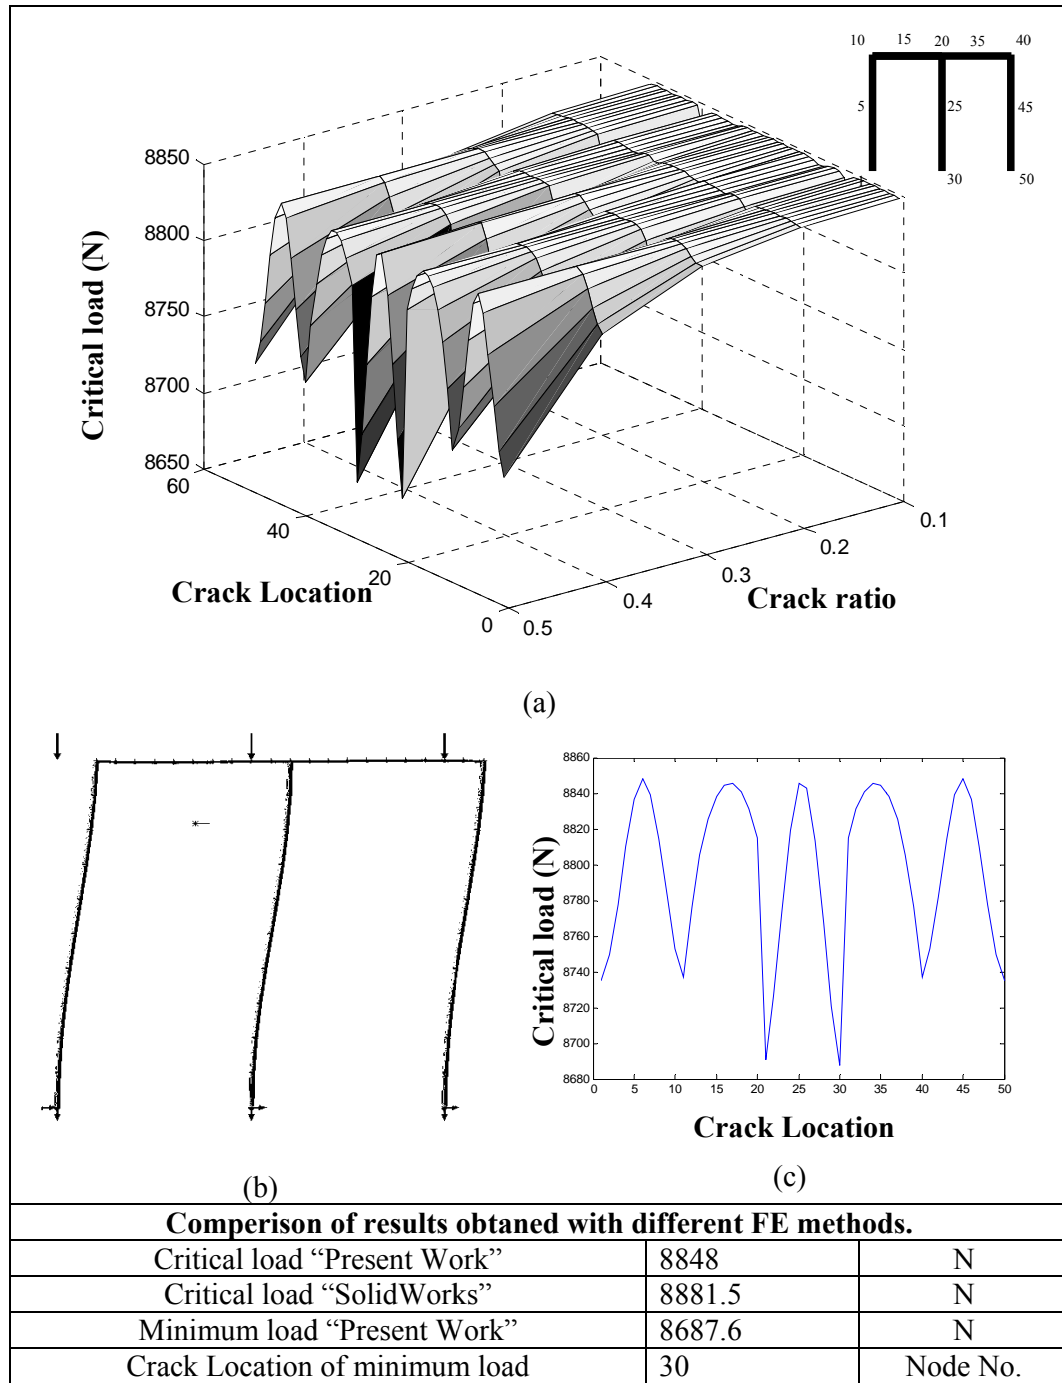 10 15 20 35 40
5 25 45
30 50
Critical load (N)
8850
8800
8750
8700
8650
60
40
20
0
0.5
0.4
0.3
0.2
0.1
Crack Location
Crack ratio
(a)
(b)
Critical load (N)
8860
8840
8820
8800
8780
8760
8740
8720
8700
8680
0 5 10 15 20 25 30 35 40 45 50
Crack Location
(c)
Comperison of results obtaned with different FE methods.
Critical load “Present Work” 8848 N
Critical load “SolidWorks” 8881.5 N
Minimum load “Present Work” 8687.6 N
Crack Location of minimum load 30 Node No.